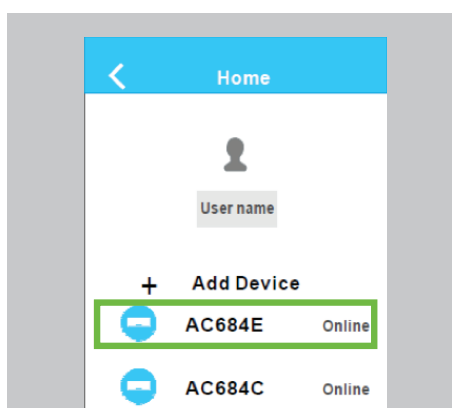 Home
User name
+ Add Device
AC684E Online
AC684C Online